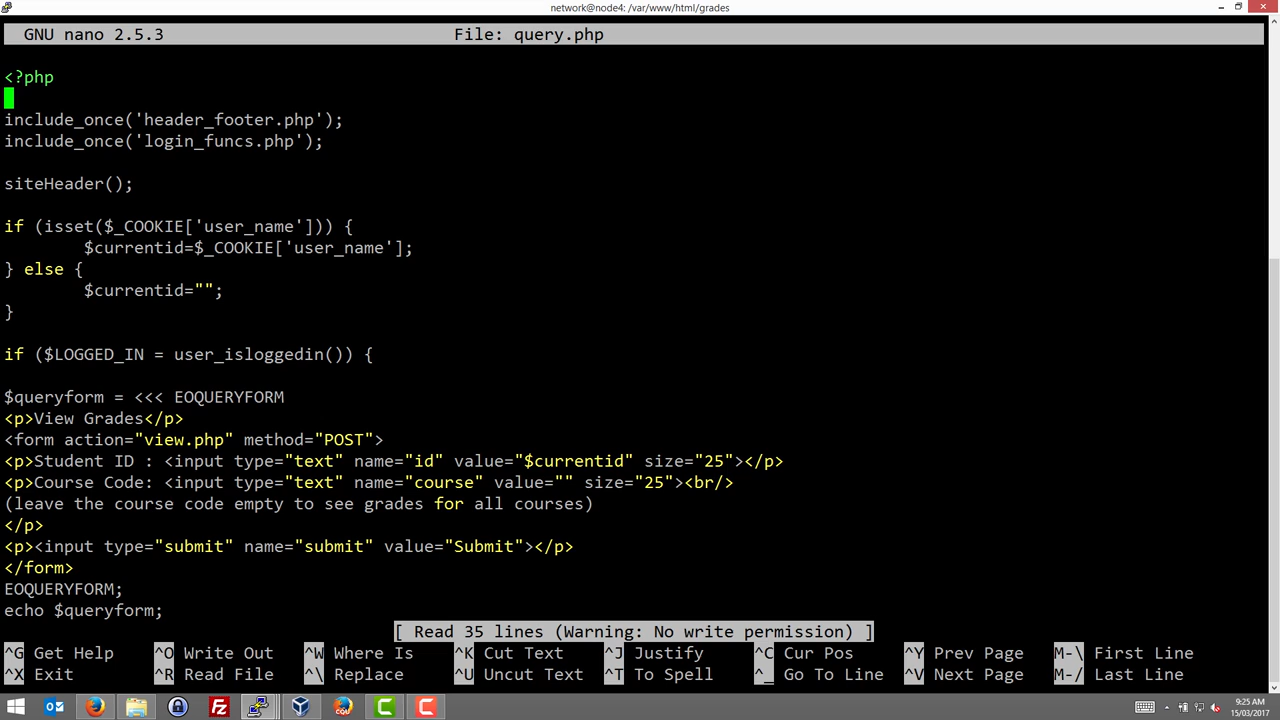 network@node4: /var/www/html/grades
GNU nano 2.5.3 File: query.php
<?php
include_once('header_footer.php');
include_once('login_funcs.php');
siteHeader();
if (isset($_COOKIE['user_name'])) {
$currentid=$_COOKIE['user_name'];
} else {
$currentid="";
}
if ($LOGGED_IN = user_isloggedin()) {
$queryform = <<< EOQUERYFORM
<p>View Grades</p>
<form action="view.php" method="POST">
<p>Student ID : <input type="text" name="id" value="$currentid" size="25"></p>
<p>Course Code: <input type="text" name="course" value="" size="25"><br/>
(leave the course code empty to see grades for all courses)
</p>
<p><input type="submit" name="submit" value="Submit"></p>
</form>
EOQUERYFORM;
echo $queryform;
[ Read 35 lines (Warning: No write permission) ]
^G Get Help ^O Write Out ^W Where Is ^K Cut Text ^J Justify ^C Cur Pos ^Y Prev Page M-\ First Line
^X Exit ^R Read File ^\ Replace ^U Uncut Text ^T To Spell ^_ Go To Line ^V Next Page M-/ Last Line
9:25 AM
15/03/2017